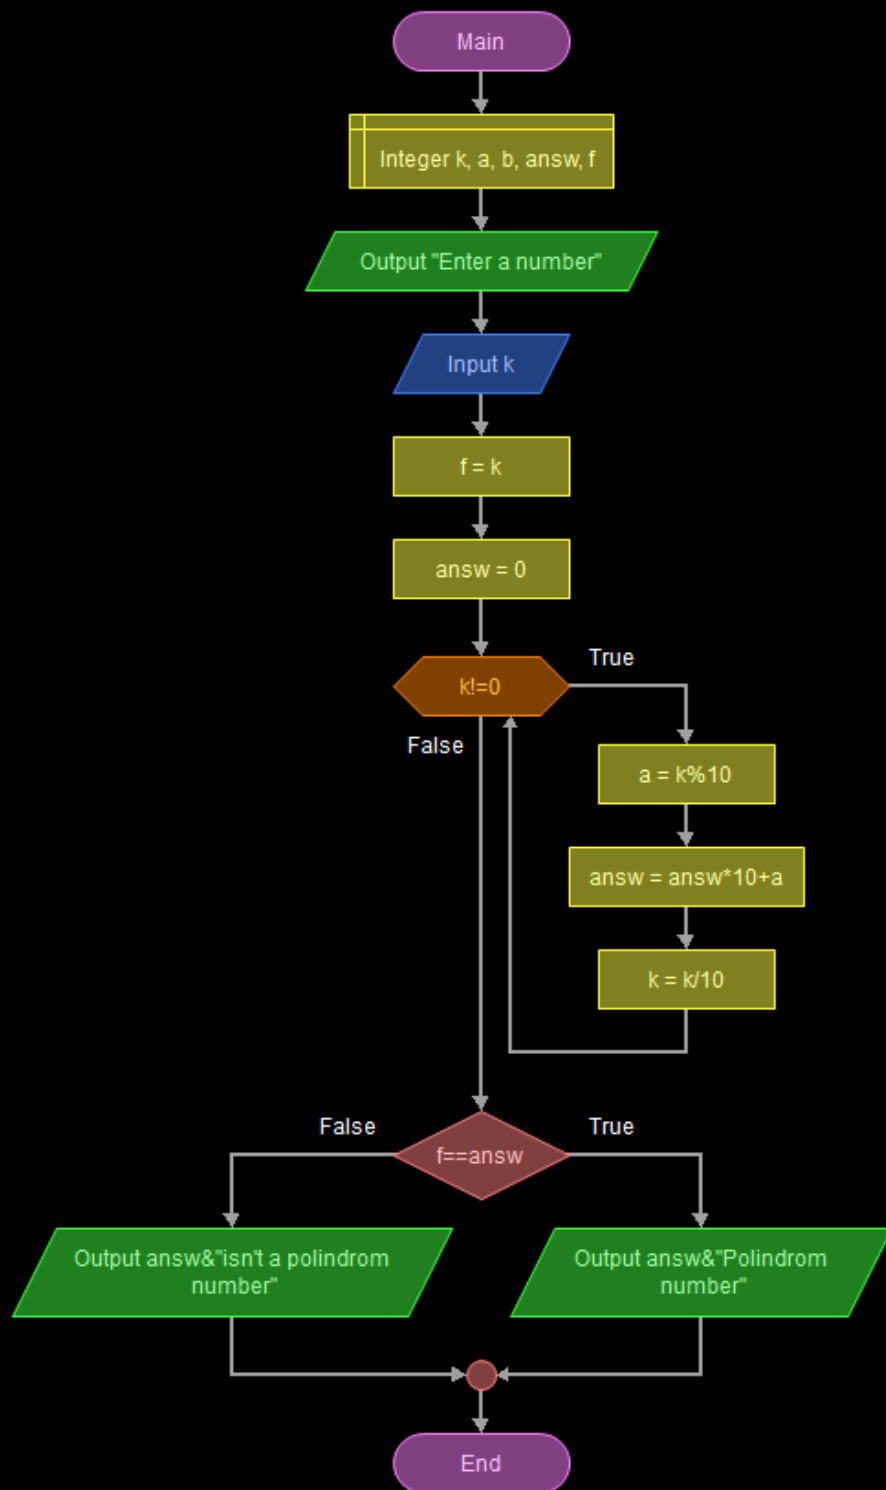 Main
Integer k, a, b, answ, f
Output "Enter a number"
Input k
f = k
answ = 0
k!=0
True
False
a = k%10
answ = answ*10+a
k = k/10
False
f==answ
True
Output answ&"isn't a polindrom
number"
Output answ&"Polindrom
number"
End